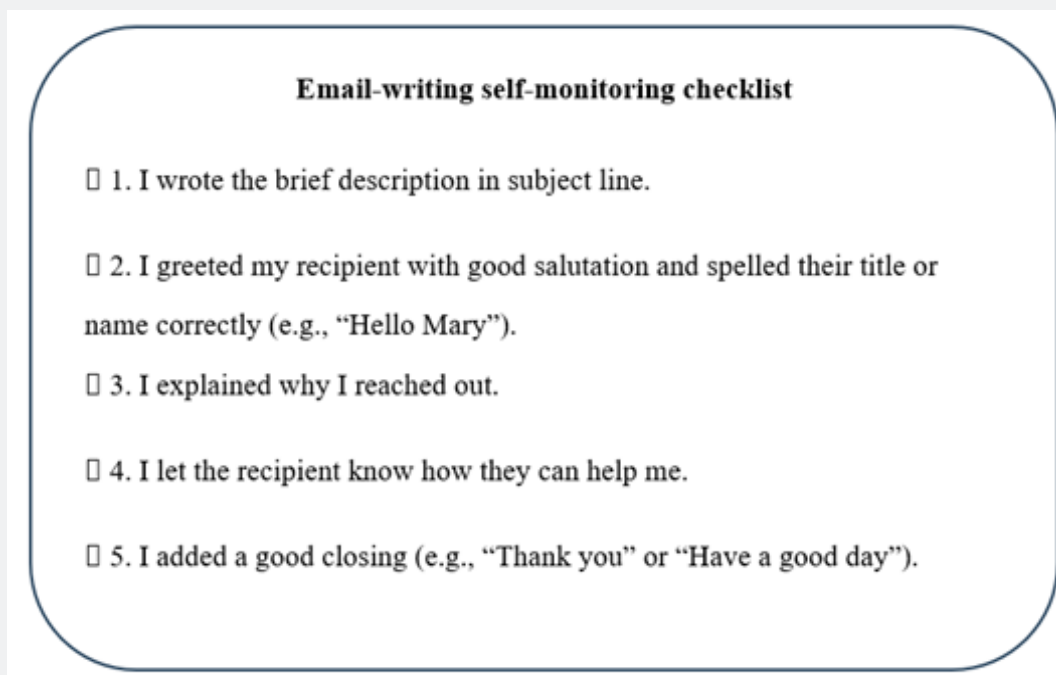 Email-writing self-monitoring checklist
▯ 1. I wrote the brief description in subject line.
▯ 2. I greeted my recipient with good salutation and spelled their title or
name correctly (e.g., “Hello Mary”).
▯ 3. I explained why I reached out.
▯ 4. I let the recipient know how they can help me.
▯ 5. I added a good closing (e.g., “Thank you” or “Have a good day”).